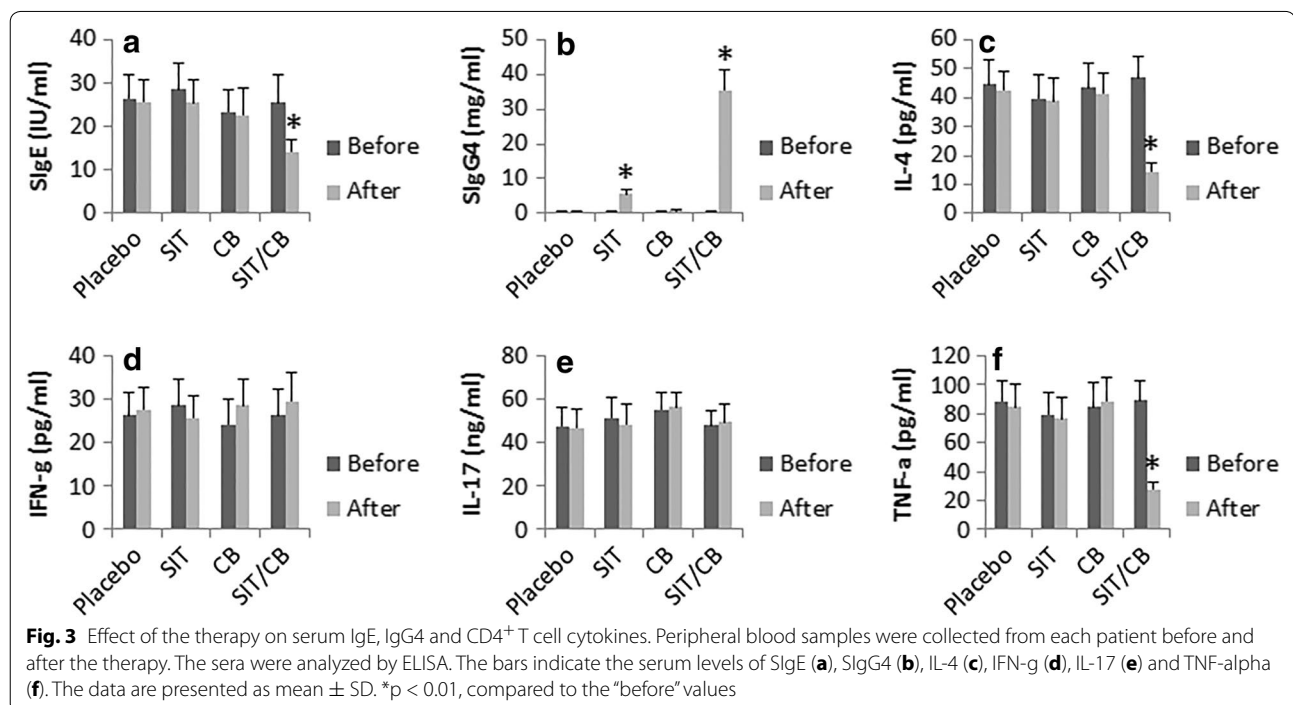 a
SIgE (IU/ml)
40
30
20
10
0
*
Before
After
Placebo
SIT
CB
SIT/CB
b
SIgG4 (mg/ml)
50
40
30
20
10
0
*
*
Before
After
Placebo
SIT
CB
SIT/CB
c
IL-4 (pg/ml)
60
50
40
30
20
10
0
*
Before
After
Placebo
SIT
CB
SIT/CB
d
IFN-g (pg/ml)
40
30
20
10
0
Before
After
Placebo
SIT
CB
SIT/CB
e
IL-17 (ng/ml)
80
60
40
20
0
Before
After
Placebo
SIT
CB
SIT/CB
f
TNF-a (pg/ml)
120
100
80
60
40
20
0
*
Before
After
Placebo
SIT
CB
SIT/CB
Fig. 3 Effect of the therapy on serum IgE, IgG4 and CD4⁺ T cell cytokines. Peripheral blood samples were collected from each patient before and
after the therapy. The sera were analyzed by ELISA. The bars indicate the serum levels of SIgE (a), SIgG4 (b), IL-4 (c), IFN-g (d), IL-17 (e) and TNF-alpha
(f). The data are presented as mean ± SD. *p < 0.01, compared to the “before” values